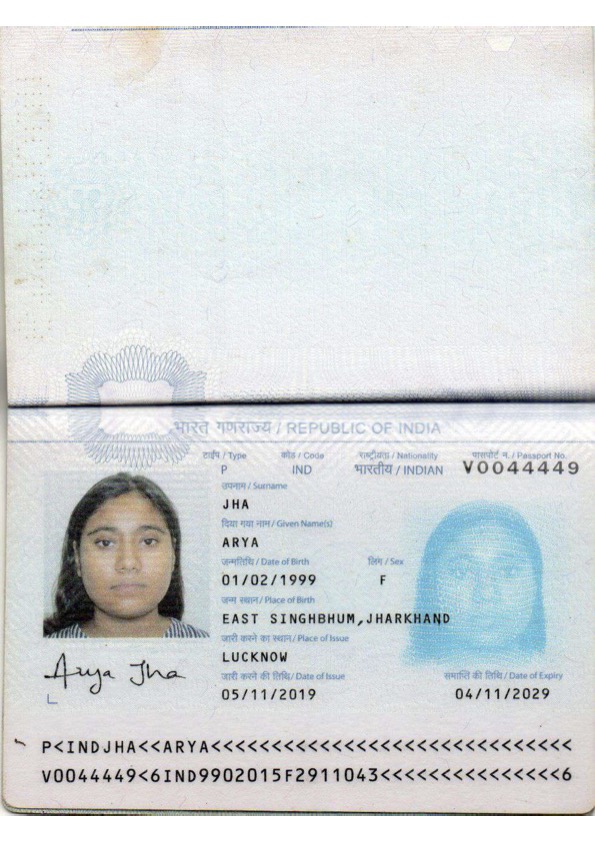 भारत गणराज्य / REPUBLIC OF INDIA
टाईप / Type कोड / Code राष्ट्रीयता / Nationality पासपोर्ट न. / Passport No.
P IND भारतीय / INDIAN V0044449
उपनाम / Surname
JHA
दिया गया नाम / Given Name(s)
ARYA
जन्मतिथि / Date of Birth लिंग / Sex
01/02/1999 F
जन्म स्थान / Place of Birth
EAST SINGHBHUM,JHARKHAND
जारी करने का स्थान / Place of Issue
LUCKNOW
Arya Jha
जारी करने की तिथि / Date of Issue समाप्ति की तिथि / Date of Expiry
05/11/2019 04/11/2029
P<INDJHA<<ARYA<<<<<<<<<<<<<<<<<<<<<<<<<<<<<<
V0044449<6IND9902015F2911043<<<<<<<<<<<<<<<6